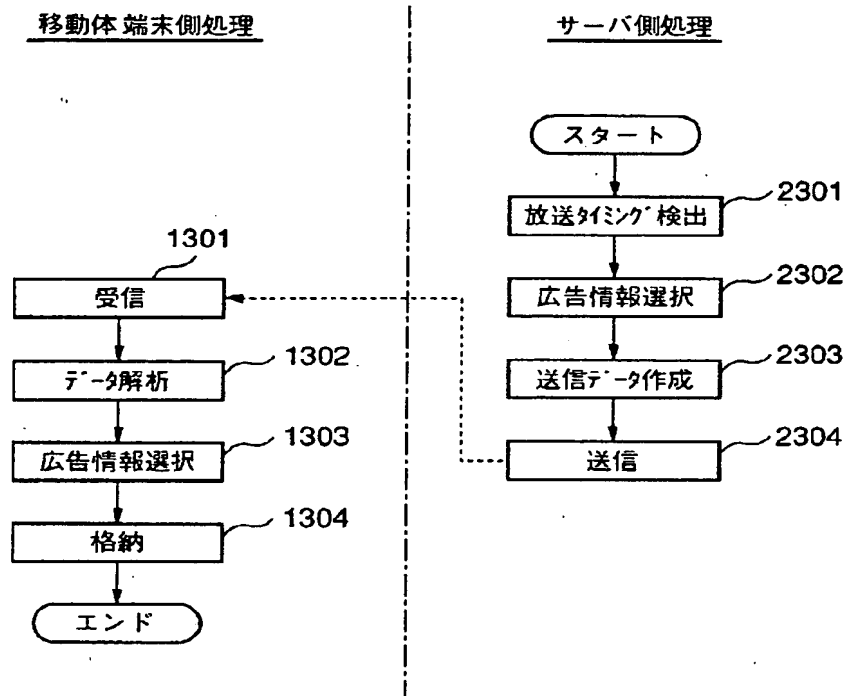 移動体端末側処理
サーバ側処理
スタート
放送ﾀｲﾐﾝｸﾞ検出
2301
広告情報選択
2302
送信ﾃﾞｰﾀ作成
2303
送信
2304
1301
受信
1302
ﾃﾞｰﾀ解析
1303
広告情報選択
1304
格納
エンド